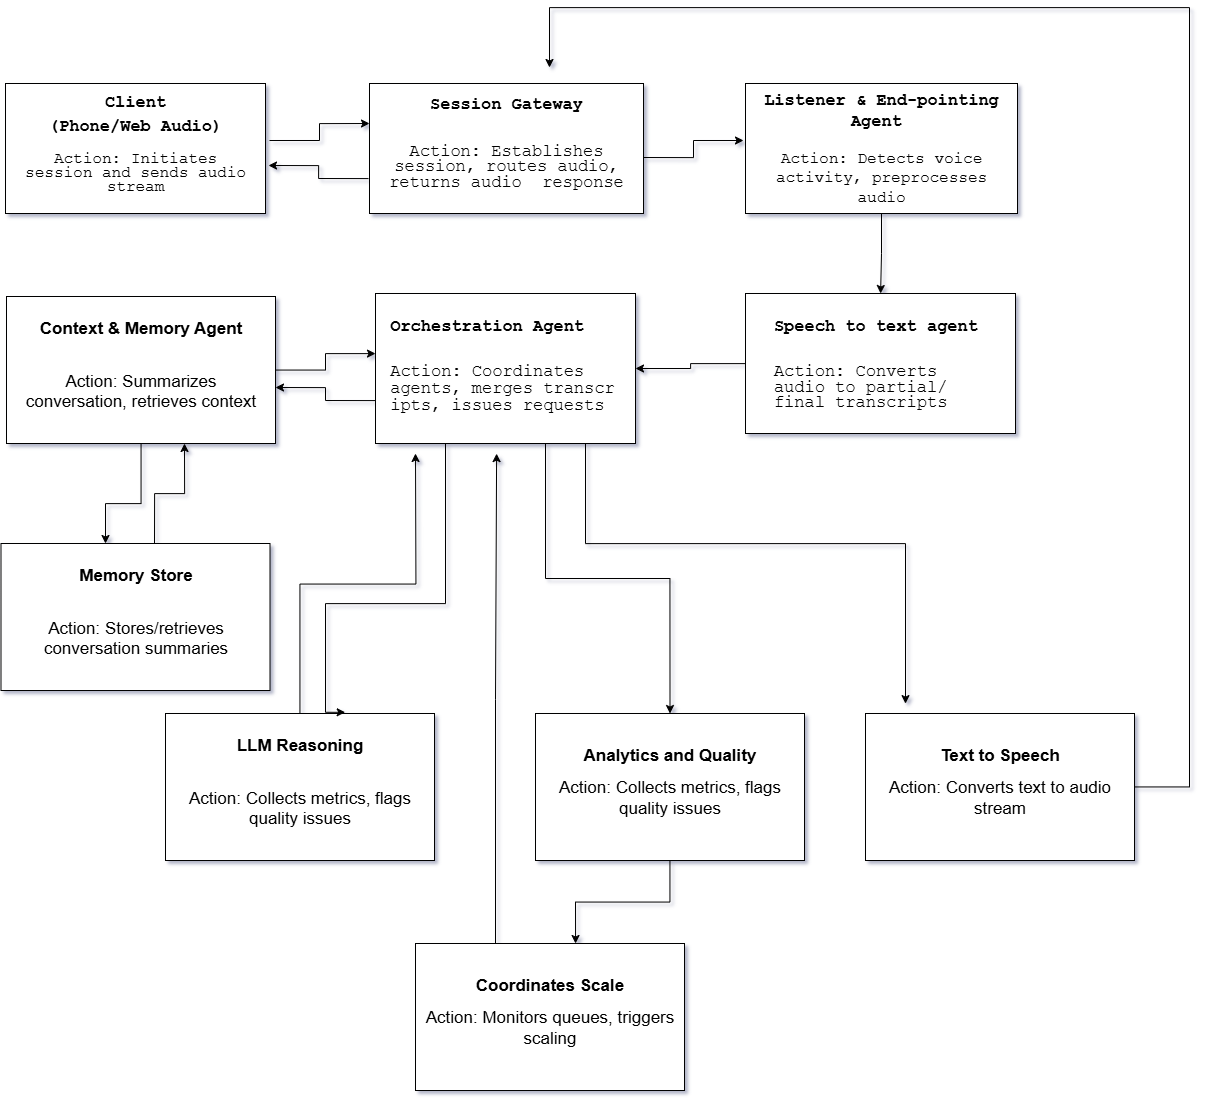 Client
(Phone/Web Audio)
Action: Initiates
session and sends audio
stream
Session Gateway
Action: Establishes
session, routes audio,
returns audio  response
Listener & End-pointing
Agent
Action: Detects voice
activity, preprocesses
audio
Context & Memory Agent
Action: Summarizes
conversation, retrieves context
Orchestration Agent
Action: Coordinates
agents, merges transcr
ipts, issues requests
Speech to text agent
Action: Converts
audio to partial/
final transcripts
Memory Store
Action: Stores/retrieves
conversation summaries
LLM Reasoning
Action: Collects metrics, flags
quality issues
Analytics and Quality
Action: Collects metrics, flags
quality issues
Text to Speech
Action: Converts text to audio
stream
Coordinates Scale
Action: Monitors queues, triggers
scaling